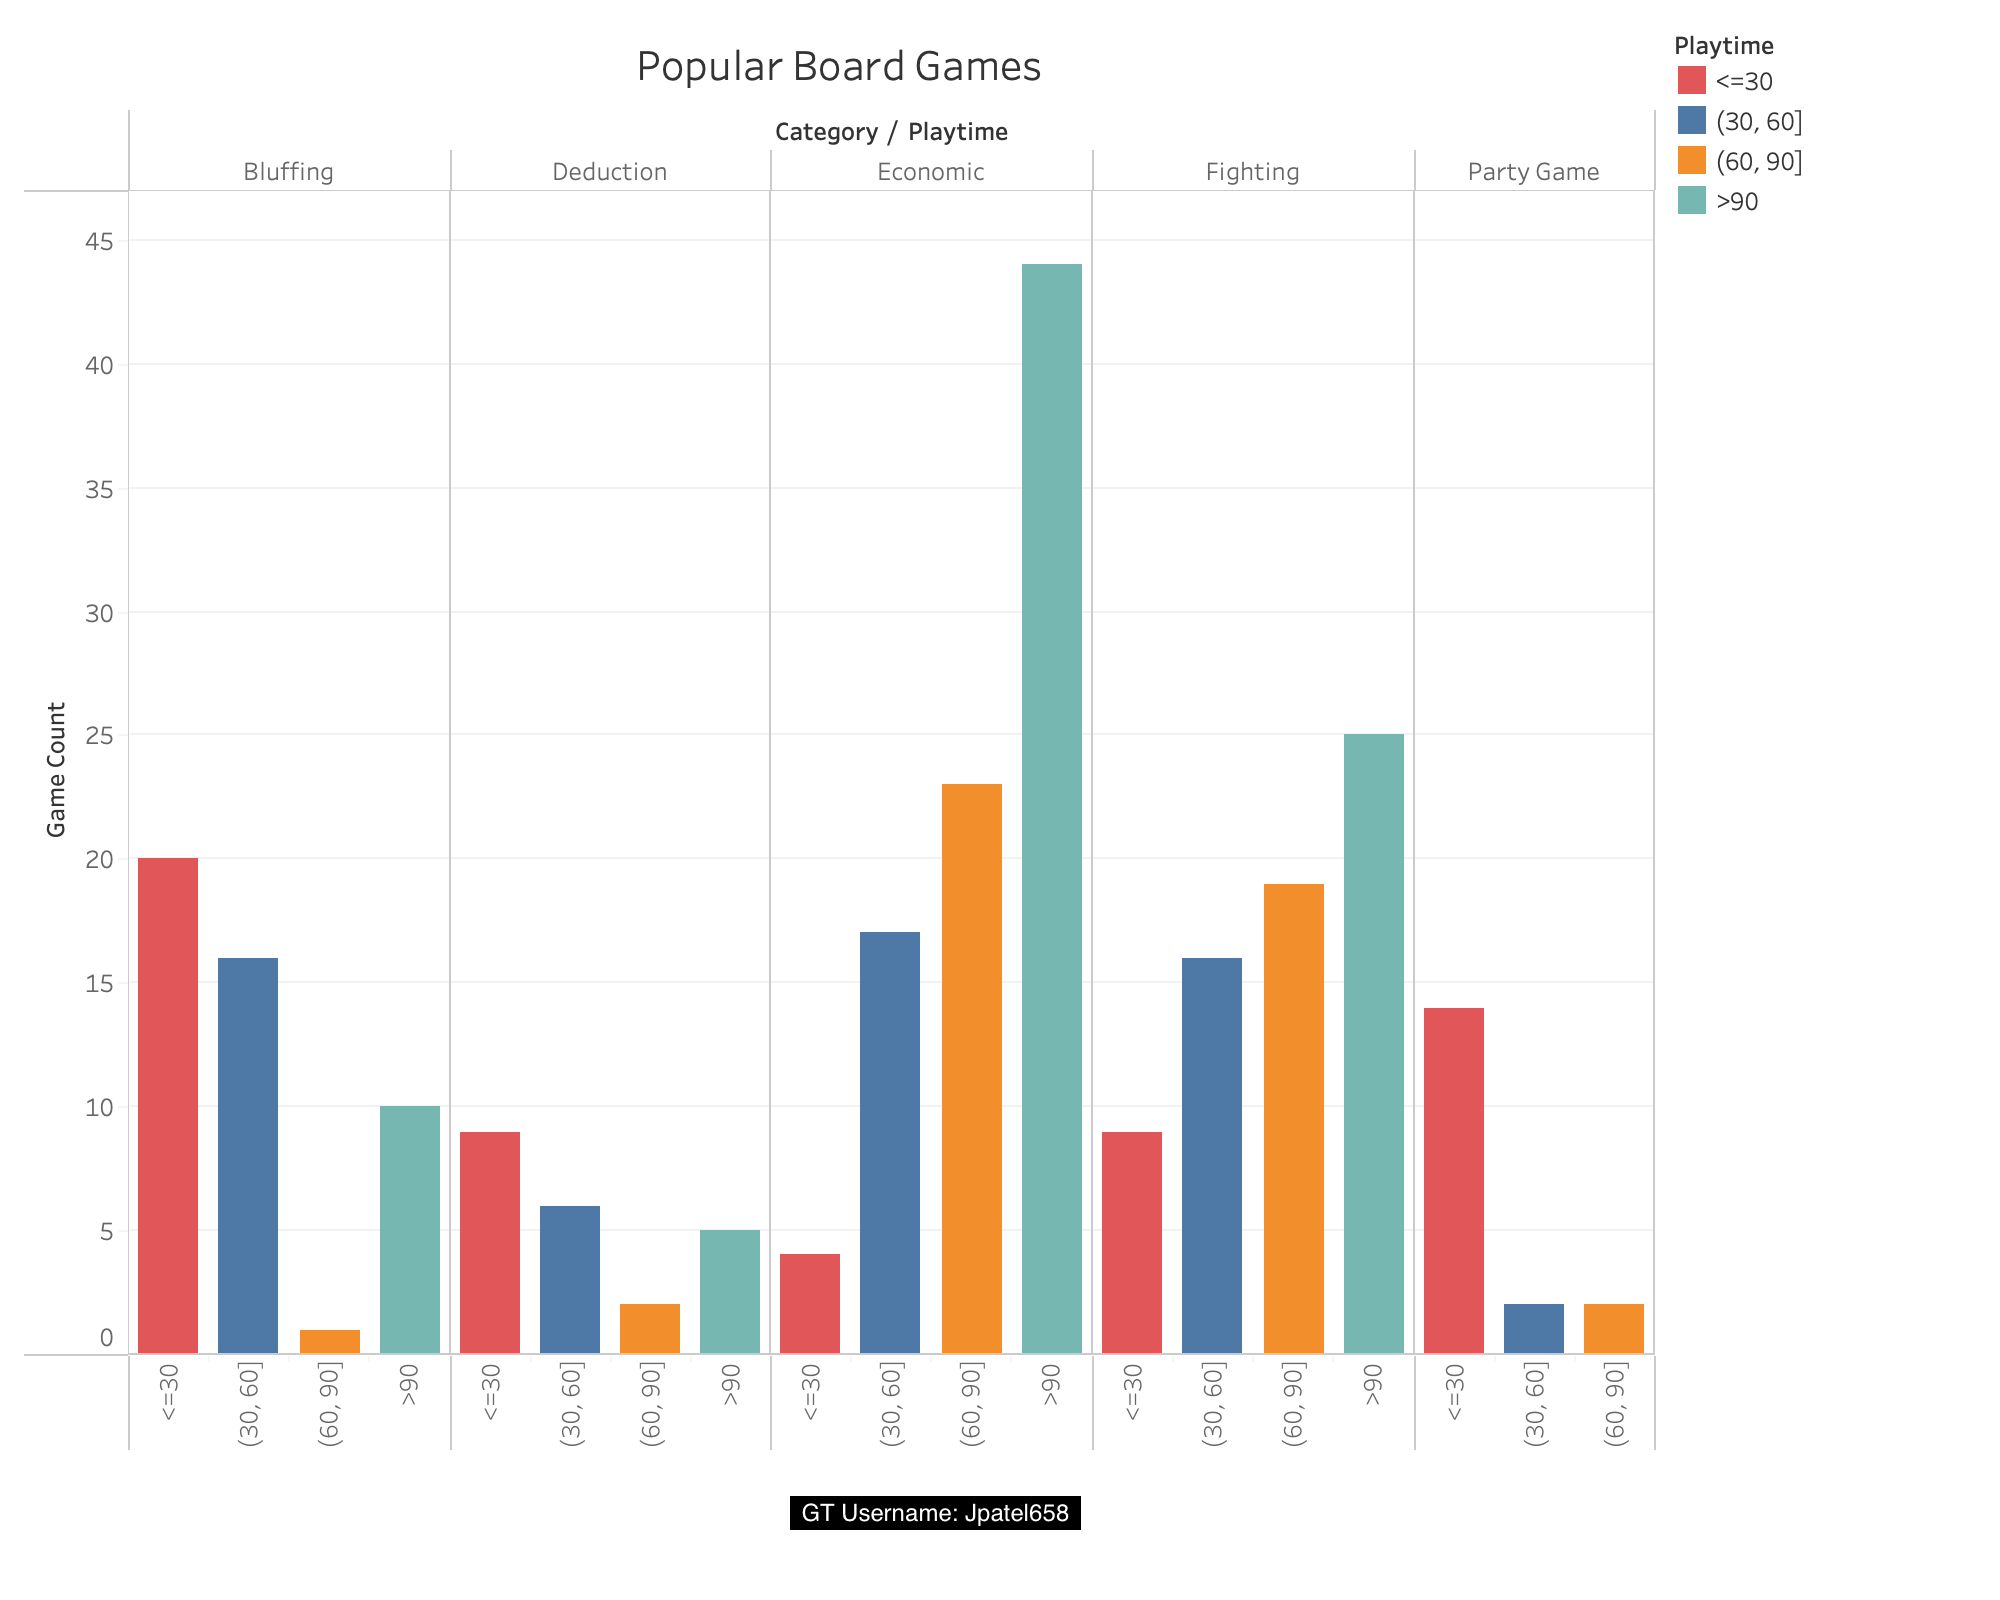 Popular Board Games
Category / Playtime
Bluffing Deduction Economic Fighting Party Game
Playtime
<=30
(30, 60]
(60, 90]
>90
Game Count
45
40
35
30
25
20
15
10
5
0
<=30 (30, 60] (60, 90] >90 <=30 (30, 60] (60, 90] >90 <=30 (30, 60] (60, 90] >90 <=30 (30, 60] (60, 90] >90 <=30 (30, 60] (60, 90]
GT Username: Jpatel658